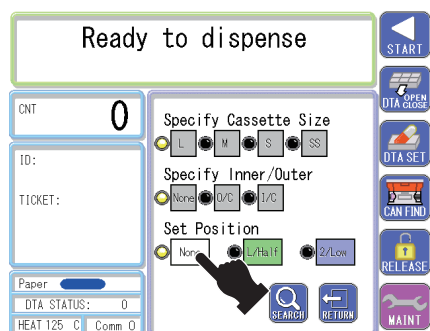 Ready to dispense
START
DTA OPEN CLOSE
DTA SET
CAN FIND
RELEASE
MAINT
CNT 0
ID:
TICKET:
Paper
DTA STATUS: 0
HEAT 125 C
Comm 0
Specify Cassette Size
L M S SS
Specify Inner/Outer
None O/C I/C
Set Position
None L/Half 2/Low
SEARCH RETURN